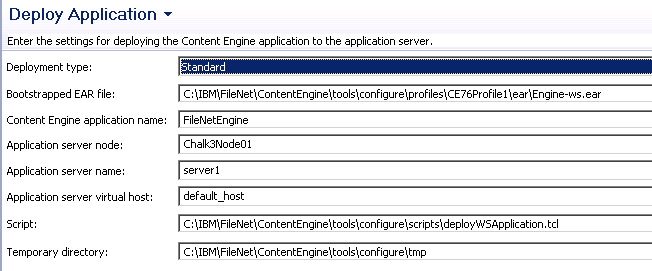 Deploy Application
Enter the settings for deploying the Content Engine application to the application server.
Deployment type: Standard
Bootstrapped EAR file: C:\IBM\FileNet\ContentEngine\tools\configure\profiles\CE76Profile1\ear\Engine-ws.ear
Content Engine application name: FileNetEngine
Application server node: Chalk3Node01
Application server name: server1
Application server virtual host: default_host
Script: C:\IBM\FileNet\ContentEngine\tools\configure\scripts\deployWSApplication.tcl
Temporary directory: C:\IBM\FileNet\ContentEngine\tools\configure\tmp